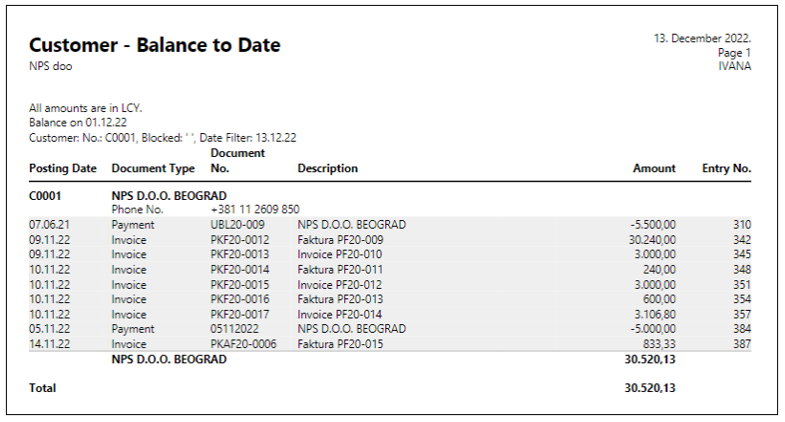 Customer - Balance to Date
NPS doo
13. December 2022.
Page 1
IVANA
All amounts are in LCY.
Balance on 01.12.22
Customer: No.: C0001, Blocked: ' ', Date Filter: 13.12.22
Posting Date Document Type Document No. Description Amount Entry No.
C0001 NPS D.O.O. BEOGRAD
Phone No. +381 11 2609 850
07.06.21 Payment UBL20-009 NPS D.O.O. BEOGRAD -5.500,00 310
09.11.22 Invoice PKF20-0012 Faktura PF20-009 30.240,00 342
09.11.22 Invoice PKF20-0013 Invoice PF20-010 3.000,00 345
10.11.22 Invoice PKF20-0014 Faktura PF20-011 240,00 348
10.11.22 Invoice PKF20-0015 Invoice PF20-012 3.000,00 351
10.11.22 Invoice PKF20-0016 Faktura PF20-013 600,00 354
10.11.22 Invoice PKF20-0017 Invoice PF20-014 3.106,80 357
05.11.22 Payment 05112022 NPS D.O.O. BEOGRAD -5.000,00 384
14.11.22 Invoice PKAF20-0006 Faktura PF20-015 833,33 387
NPS D.O.O. BEOGRAD 30.520,13
Total 30.520,13